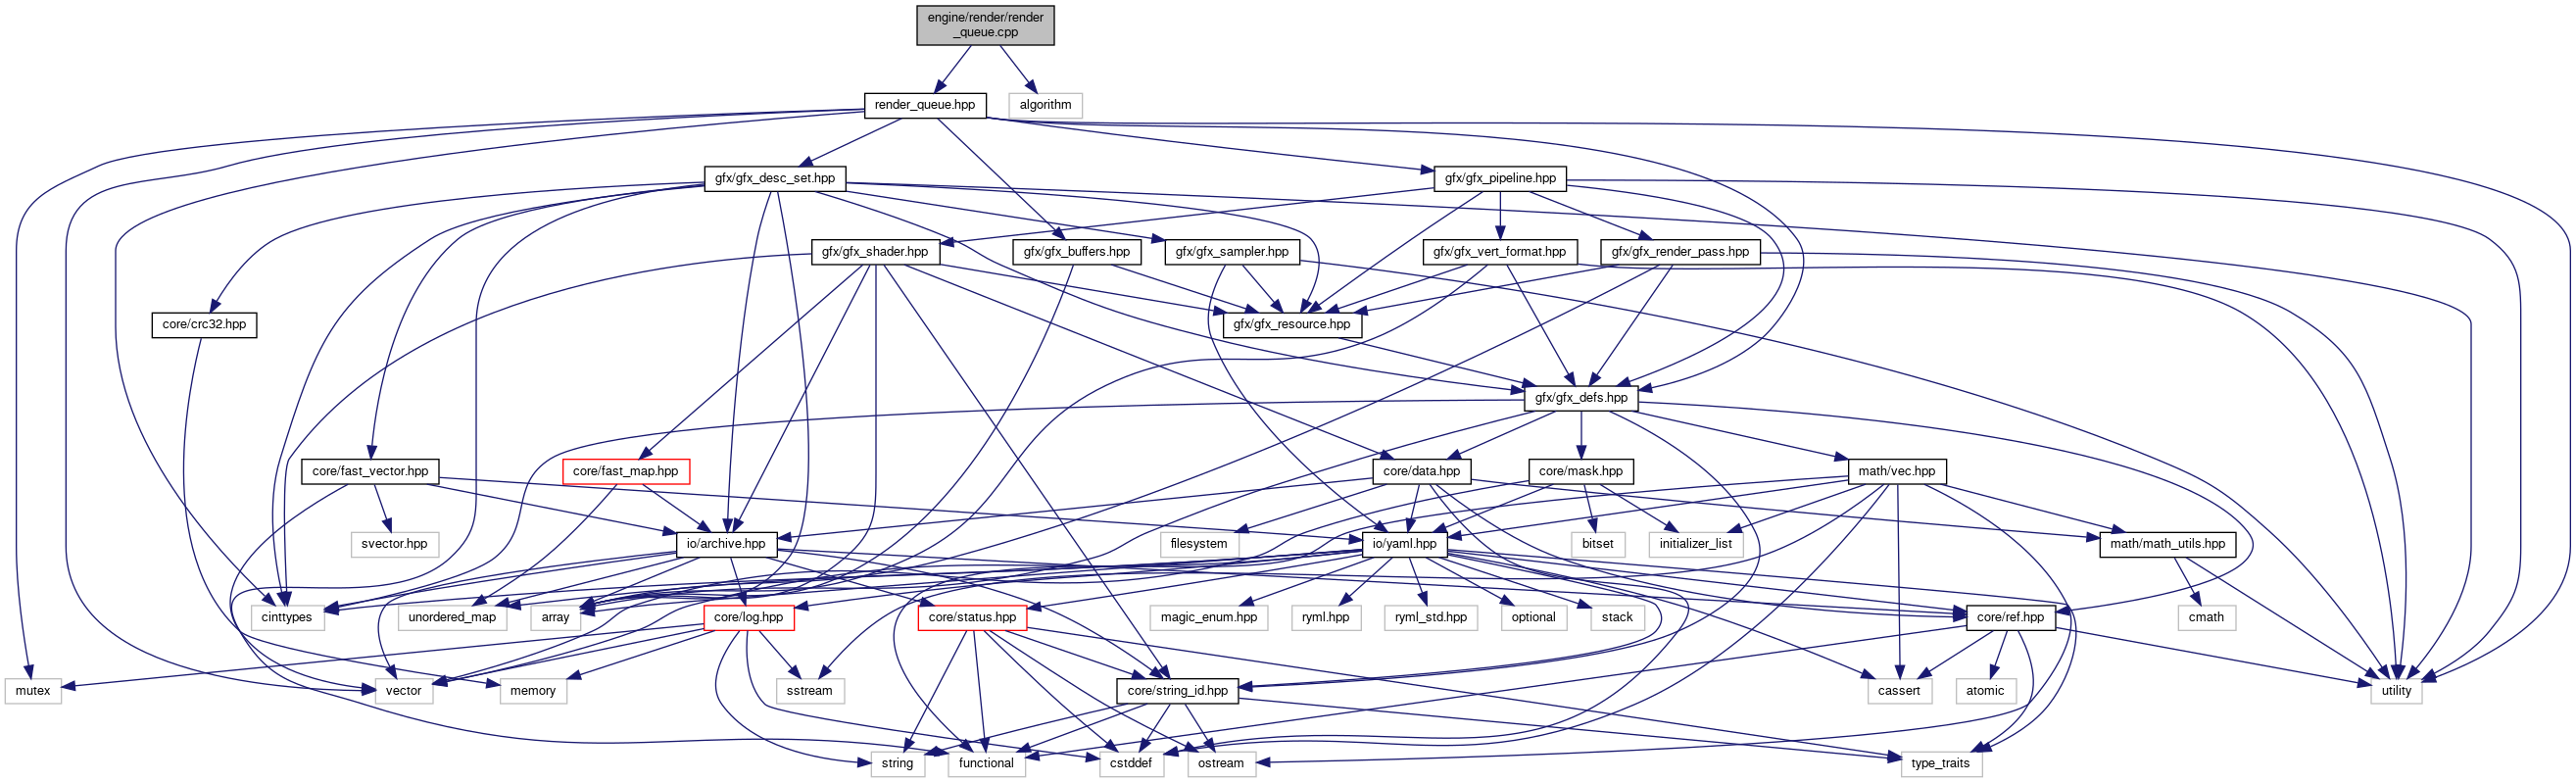 engine/render/render
_queue.cpp
render_queue.hpp
algorithm
gfx/gfx_desc_set.hpp
gfx/gfx_pipeline.hpp
gfx/gfx_shader.hpp
gfx/gfx_buffers.hpp
gfx/gfx_sampler.hpp
gfx/gfx_vert_format.hpp
gfx/gfx_render_pass.hpp
core/crc32.hpp
gfx/gfx_resource.hpp
gfx/gfx_defs.hpp
core/fast_vector.hpp
core/fast_map.hpp
core/data.hpp
core/mask.hpp
math/vec.hpp
svector.hpp
io/archive.hpp
filesystem
io/yaml.hpp
bitset
initializer_list
math/math_utils.hpp
cinttypes
unordered_map
array
core/log.hpp
core/status.hpp
magic_enum.hpp
ryml.hpp
ryml_std.hpp
optional
stack
core/ref.hpp
cmath
mutex
vector
memory
sstream
core/string_id.hpp
cassert
atomic
utility
string
functional
cstddef
ostream
type_traits